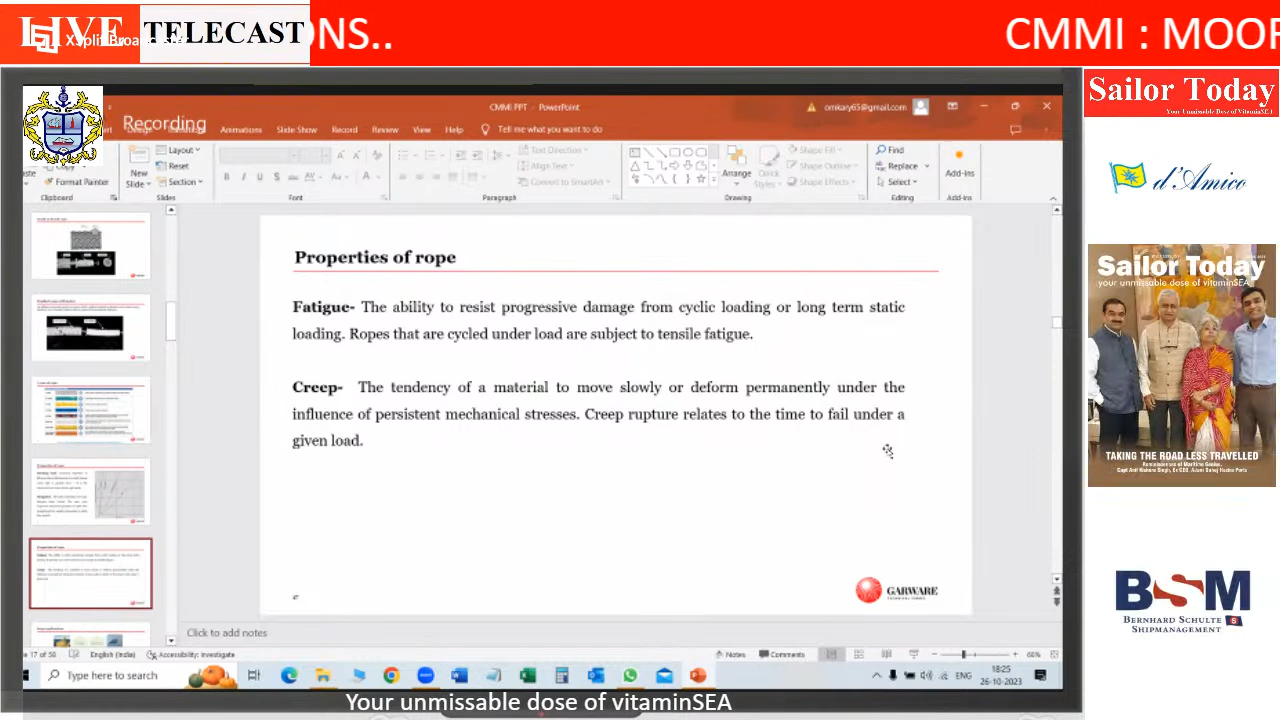 LIVE
TELECAST
XSplit Broadcaster
ONS..
CMMI : MOOR
CMMI PPT - PowerPoint
omkary65@gmail.com
Recording
Animations
Slide Show
Record
Review
View
Help
Tell me what you want to do
Format Painter
Clipboard
New
Slide
Layout
Reset
Section
Slides
Font
Text Direction
Align Text
Convert to SmartArt
Paragraph
Arrange
Quick
Styles
Shape Fill
Shape Outline
Shape Effects
Drawing
Find
Replace
Select
Editing
Add-ins
Add-ins
Properties of rope
Fatigue- The ability to resist progressive damage from cyclic loading or long term static
loading. Ropes that are cycled under load are subject to tensile fatigue.
Creep- The tendency of a material to move slowly or deform permanently under the
influence of persistent mechanical stresses. Creep rupture relates to the time to fail under a
given load.
GARWARE
TECHNICAL FIBRES
Click to add notes
17 of 58
English (India)
Accessibility: Investigate
Notes
Comments
60%
Type here to search
ENG
18:25
26-10-2023
Your unmissable dose of vitaminSEA
Sailor Today
Your Unmissable Dose of VitaminSEA
d'Amico
Sailor Today
your unmissable dose of vitaminSEA
TAKING THE ROAD LESS TRAVELLED
BSM
BERNHARD SCHULTE
SHIPMANAGEMENT